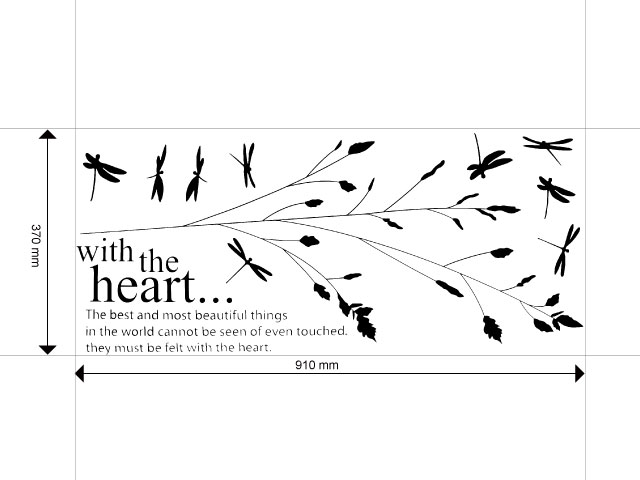 with the
heart...
The best and most beautiful things
in the world cannot be seen of even touched.
they must be felt with the heart.
370 mm
910 mm